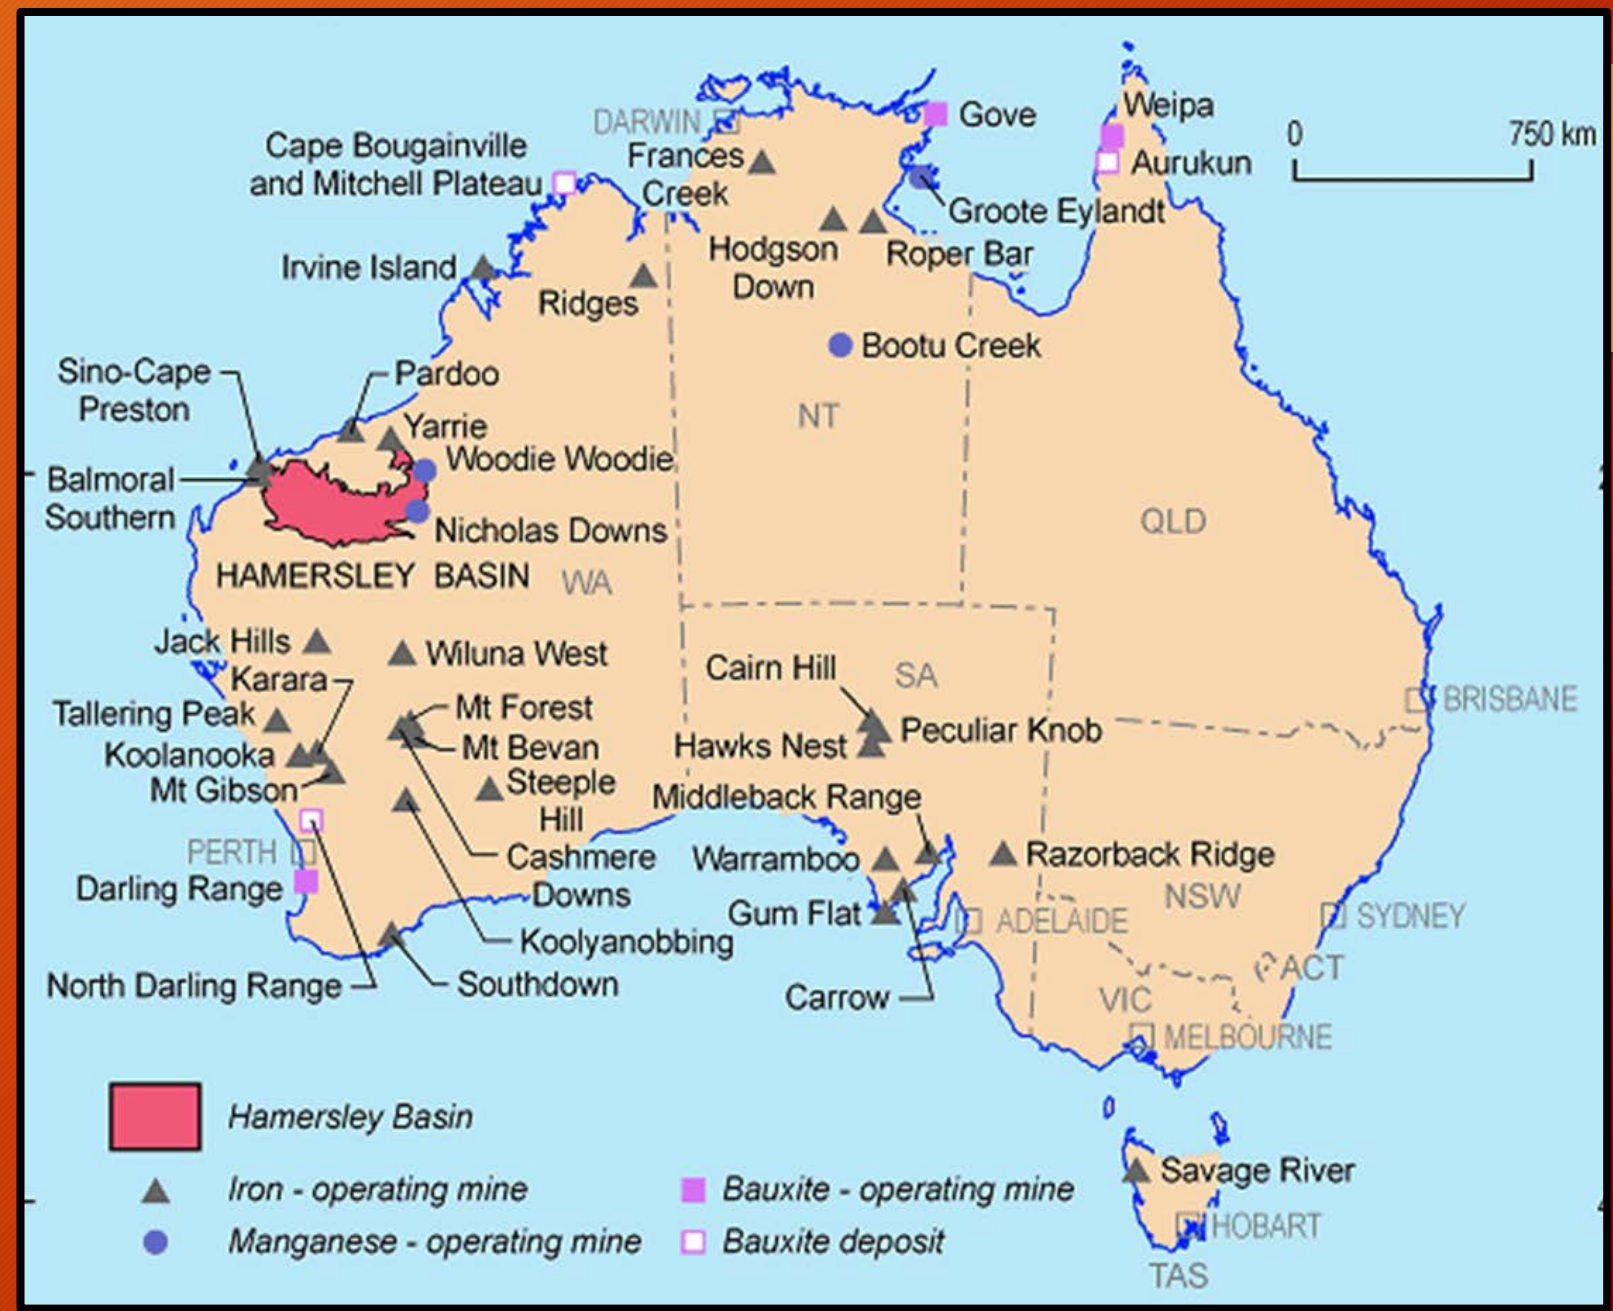 Weipa
DARWIN
Gove
0 750 km
Cape Bougainville
and Mitchell Plateau
Frances
Creek
Aurukun
Groote Eylandt
Hodgson
Down
Roper Bar
Irvine Island
Ridges
Bootu Creek
Sino-Cape
Preston
Pardoo
NT
Yarrie
Woodie Woodie
Balmoral
Southern
QLD
Nicholas Downs
HAMERSLEY BASIN
WA
Jack Hills
Wiluna West
Cairn Hill
SA
Karara
BRISBANE
Tallering Peak
Mt Forest
Peculiar Knob
Koolanooka
Mt Bevan
Hawks Nest
Mt Gibson
Steeple
Hill
Middleback Range
PERTH
Cashmere
Downs
Warramboo
Razorback Ridge
Darling Range
NSW
Gum Flat
ADELAIDE
SYDNEY
Koolyanobbing
ACT
North Darling Range
Southdown
Carrow
VIC
MELBOURNE
Hamersley Basin
Savage River
Iron - operating mine
Bauxite - operating mine
HOBART
Manganese - operating mine
Bauxite deposit
TAS